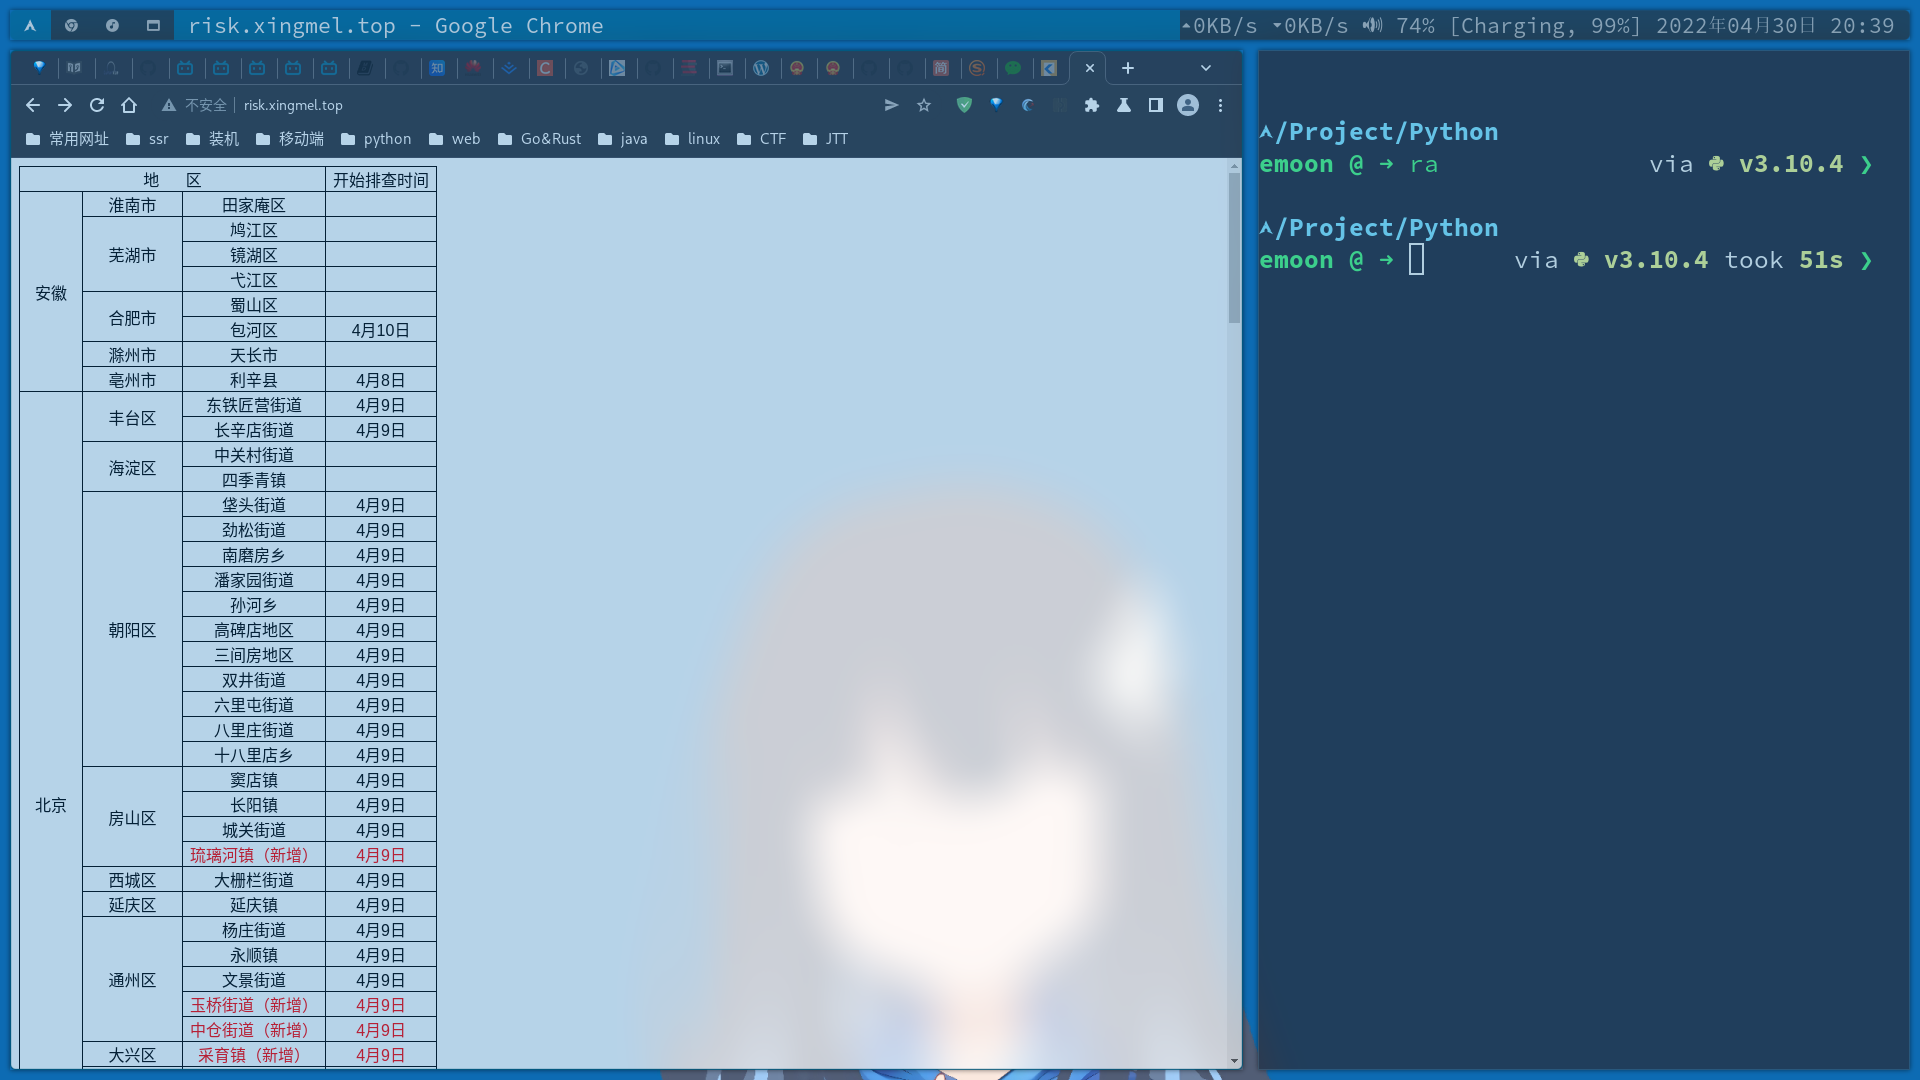 risk.xingmel.top - Google Chrome
0KB/s 0KB/s 74% [Charging, 99%] 2022年04月30日 20:39
不安全 risk.xingmel.top
常用网址 ssr 装机 移动端 python web Go&Rust java linux CTF JTT
地 区 开始排查时间
安徽 淮南市 田家庵区
芜湖市 鸠江区
镜湖区
弋江区
合肥市 蜀山区
包河区 4月10日
滁州市 天长市
亳州市 利辛县 4月8日
北京 丰台区 东铁匠营街道 4月9日
长辛店街道 4月9日
海淀区 中关村街道
四季青镇
朝阳区 垡头街道 4月9日
劲松街道 4月9日
南磨房乡 4月9日
潘家园街道 4月9日
孙河乡 4月9日
高碑店地区 4月9日
三间房地区 4月9日
双井街道 4月9日
六里屯街道 4月9日
八里庄街道 4月9日
十八里店乡 4月9日
房山区 窦店镇 4月9日
长阳镇 4月9日
城关街道 4月9日
琉璃河镇（新增） 4月9日
西城区 大栅栏街道 4月9日
延庆区 延庆镇 4月9日
通州区 杨庄街道 4月9日
永顺镇 4月9日
文景街道 4月9日
玉桥街道（新增） 4月9日
中仓街道（新增） 4月9日
大兴区 采育镇（新增） 4月9日
/Project/Python
emoon @ → ra via v3.10.4 ❯
/Project/Python
emoon @ → via v3.10.4 took 51s ❯